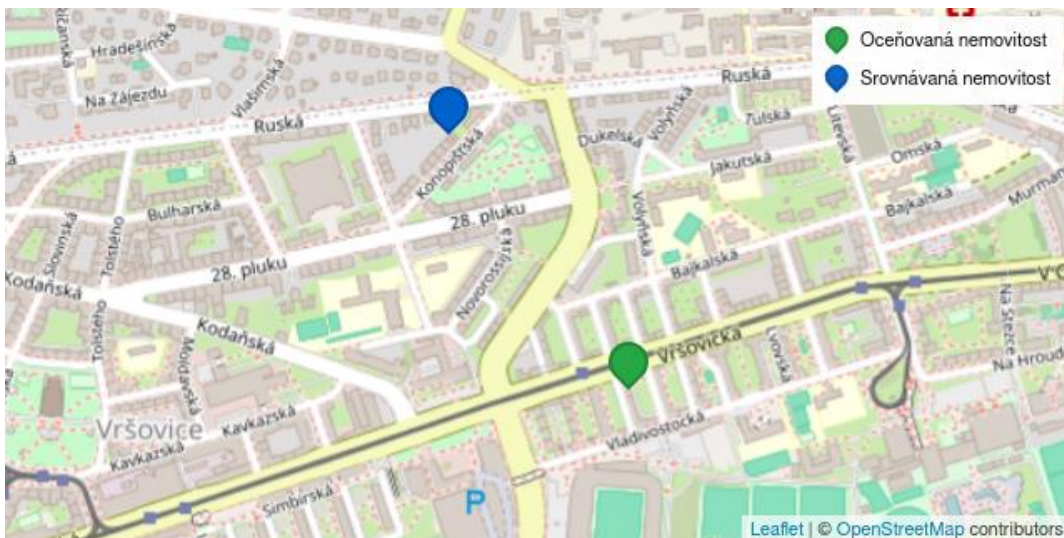 Oceňovaná nemovitost
Srovnávaná nemovitost
Říčanská
Hradešínská
Na Zájezdu
Vlašimská
Ruská
Ruská
Konopišťská
Dukelská
Volyňská
Tulská
Litevská
Jakutská
Omská
Murmanská
Bajkalská
Bulharská
28. pluku
28. pluku
Slovinská
Tolstého
Kodaňská
Novorossijská
Volyňská
Bajkalská
Kodaňská
Tolstého
Moldavská
Vršovická
Lvovská
Na Stezce
Na Hroudě
Vršovice
Kavkazská
Kavkazská
Vladivostocká
Simbirská
P
Leaflet | © OpenStreetMap contributors